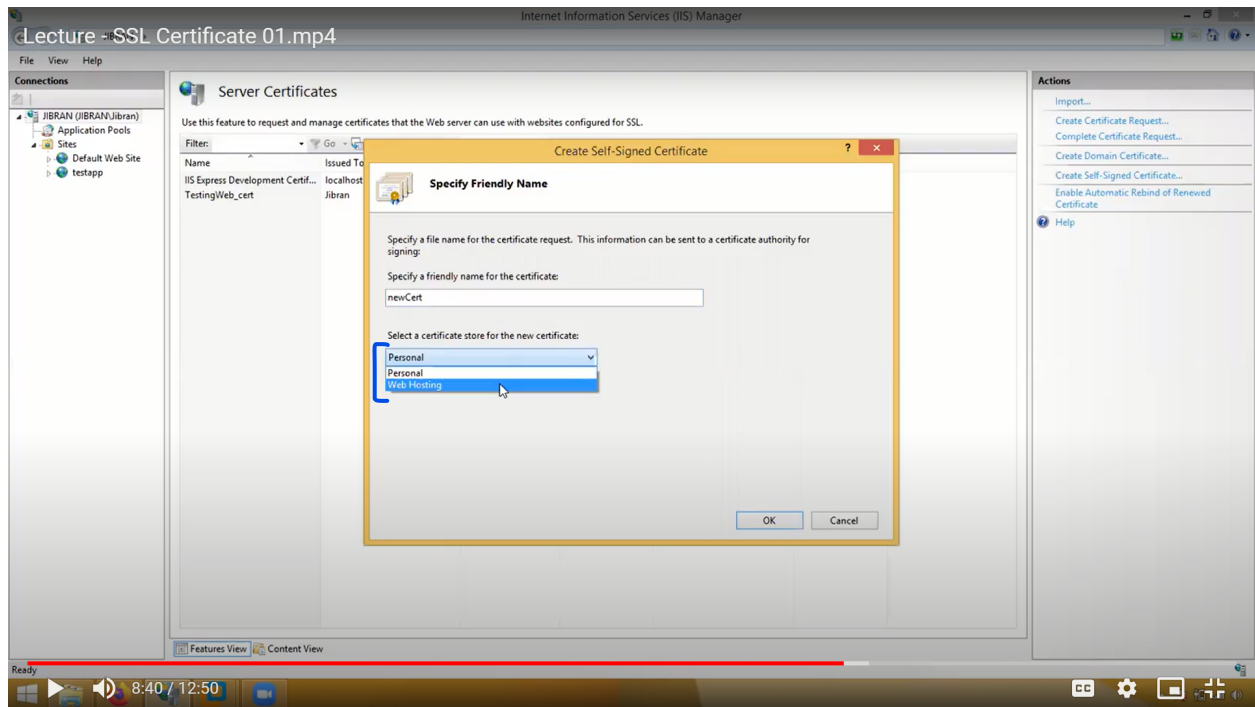 Internet Information Services (IIS) Manager
Lecture - SSL Certificate 01.mp4
File View Help
Connections
JIBRAN (JIBRAN\Jibran)
Application Pools
Sites
Default Web Site
testapp
Server Certificates
Use this feature to request and manage certificates that the Web server can use with websites configured for SSL.
Filter: Go
Name Issued To
IIS Express Development Certif... localhost
TestingWeb_cert Jibran
Create Self-Signed Certificate ?
Specify Friendly Name
Specify a file name for the certificate request. This information can be sent to a certificate authority for
signing:
Specify a friendly name for the certificate:
newCert
Select a certificate store for the new certificate:
Personal
Personal
Web Hosting
OK Cancel
Actions
Import...
Create Certificate Request...
Complete Certificate Request...
Create Domain Certificate...
Create Self-Signed Certificate...
Enable Automatic Rebind of Renewed
Certificate
Help
Features View Content View
Ready
8:40 / 12:50
CC